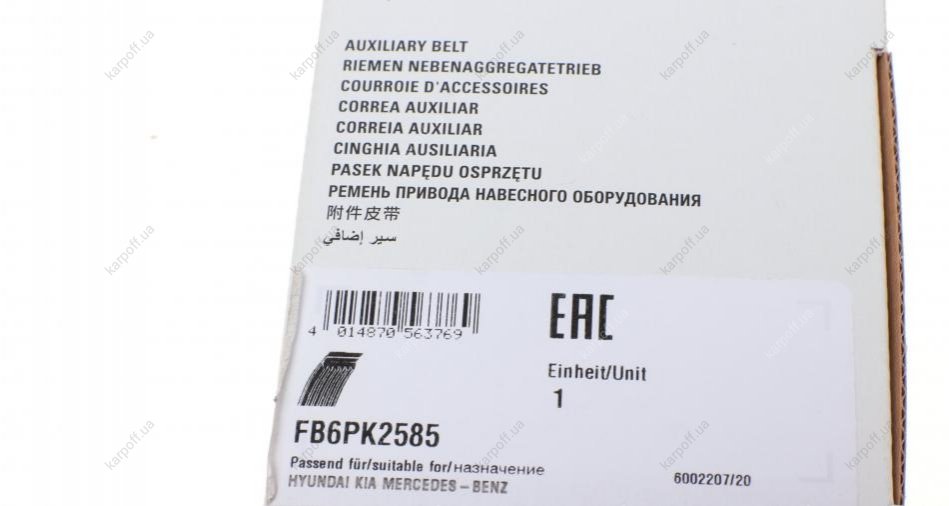 AUXILIARY BELT
RIEMEN NEBENAGGREGATETRIEB
COURROIE D'ACCESSOIRES
CORREA AUXILIAR
CORREIA AUXILIAR
CINGHIA AUSILIARIA
PASEK NAPĘDU OSPRZĘTU
РЕМЕНЬ ПРИВОДА НАВЕСНОГО ОБОРУДОВАНИЯ
附件皮带
سير إضافي
4 014870 563769
EAC
Einheit/Unit
1
FB6PK2585
Passend für/suitable for/назначение
HYUNDAI KIA MERCEDES – BENZ
6002207/20
karpoff.ua